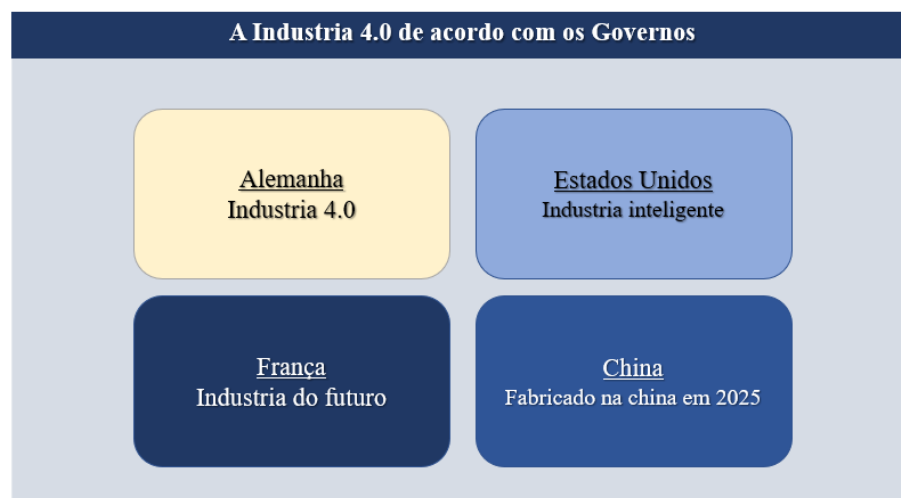 A Industria 4.0 de acordo com os Governos
Alemanha
Industria 4.0
Estados Unidos
Industria inteligente
França
Industria do futuro
China
Fabricado na china em 2025